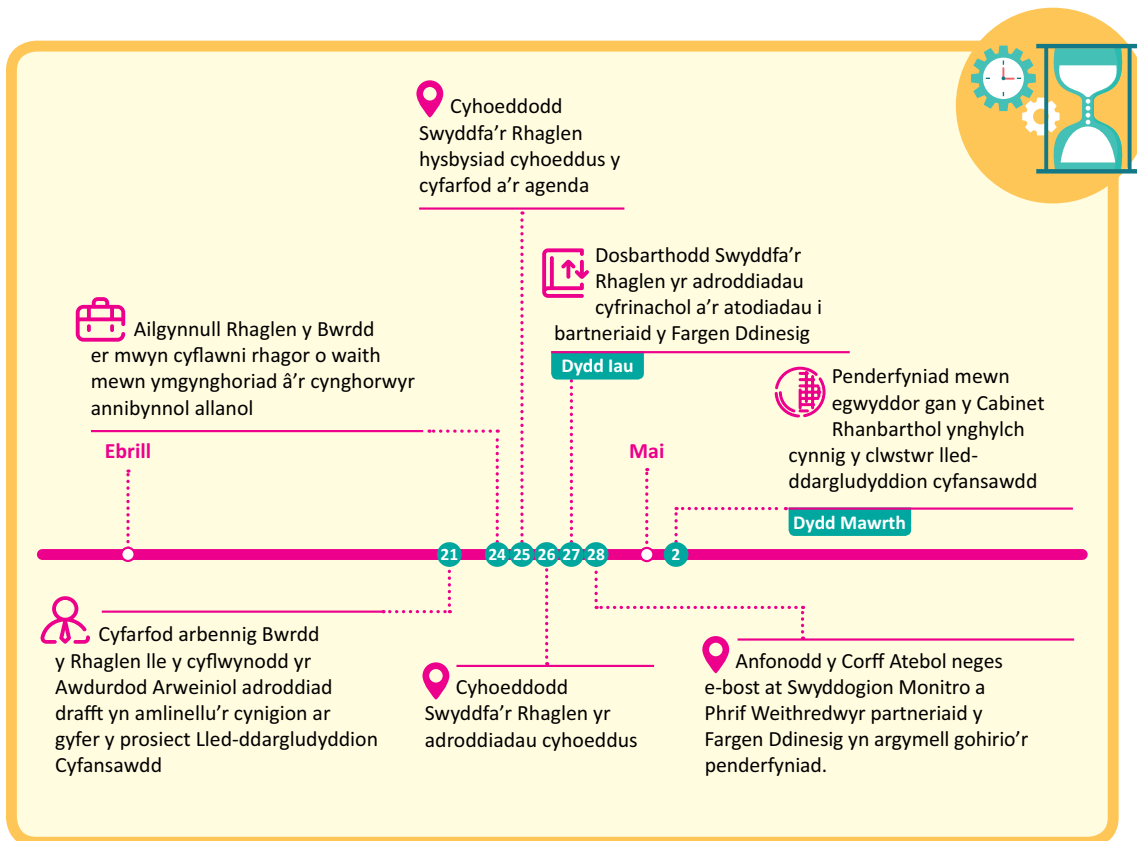 Cyhoeddodd
Swyddfa'r Rhaglen
hysbysiad cyhoeddus y
cyfarfod a'r agenda
Dosbarthodd Swyddfa'r
Rhaglen yr adroddiadau
cyfrinachol a'r atodiadau i
bartneriaid y Fargen Ddinesig
Dydd Iau
Ailgynnull Rhaglen y Bwrdd
er mwyn cyflawni rhagor o waith
mewn ymgynghoriad â'r cynghorwyr
annibynnol allanol
Penderfyniad mewn
egwyddor gan y Cabinet
Rhanbarthol ynghylch
cynnig y clwstwr lled-
ddargludyddion cyfansawdd
Dydd Mawrth
Ebrill
Mai
21
24
25
26
27
28
2
Cyfarfod arbennig Bwrdd
y Rhaglen lle y cyflwynodd yr
Awdurdod Arweiniol adroddiad
drafft yn amlinellu'r cynigion ar
gyfer y prosiect Lled-ddargludyddion
Cyfansawdd
Cyhoeddodd
Swyddfa'r Rhaglen yr
adroddiadau cyhoeddus
Anfonodd y Corff Atebol neges
e-bost at Swyddogion Monitro a
Phrif Weithredwyr partneriaid y
Fargen Ddinesig yn argymell gohirio'r
penderfyniad.